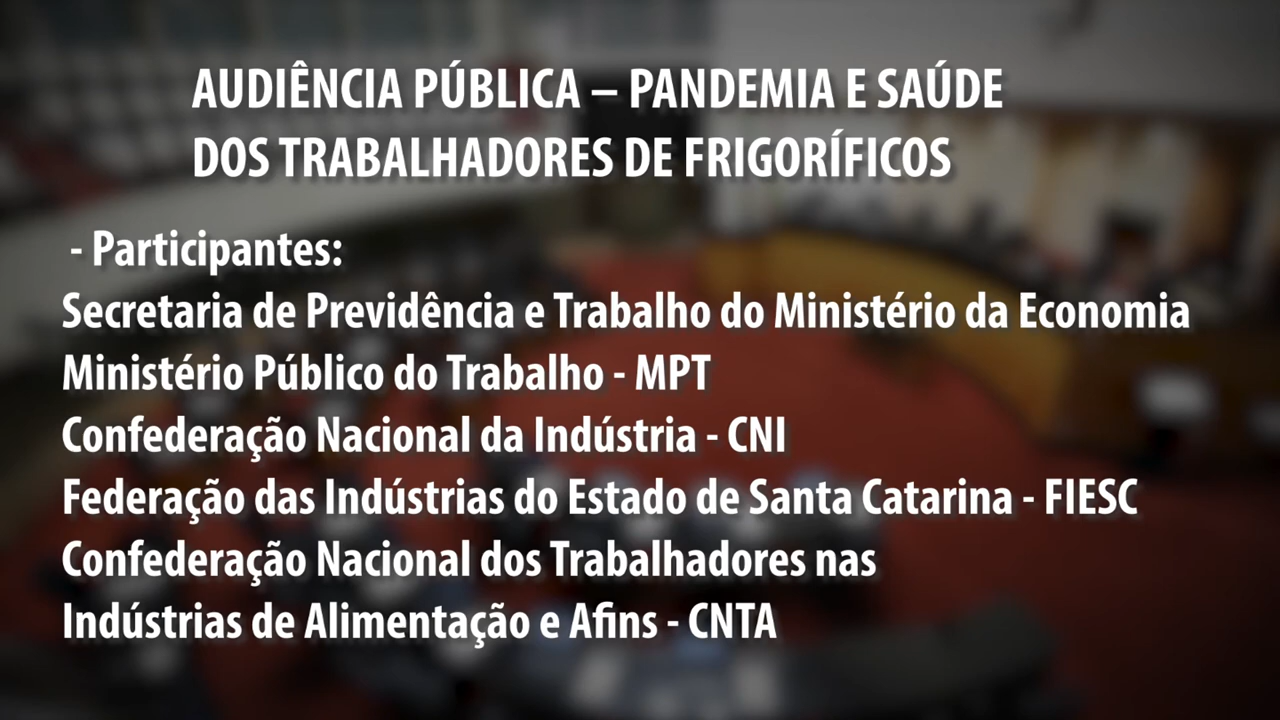 AUDIÊNCIA PÚBLICA – PANDEMIA E SAÚDE
DOS TRABALHADORES DE FRIGORÍFICOS
- Participantes:
Secretaria de Previdência e Trabalho do Ministério da Economia
Ministério Público do Trabalho - MPT
Confederação Nacional da Indústria - CNI
Federação das Indústrias do Estado de Santa Catarina - FIESC
Confederação Nacional dos Trabalhadores nas
Indústrias de Alimentação e Afins - CNTA